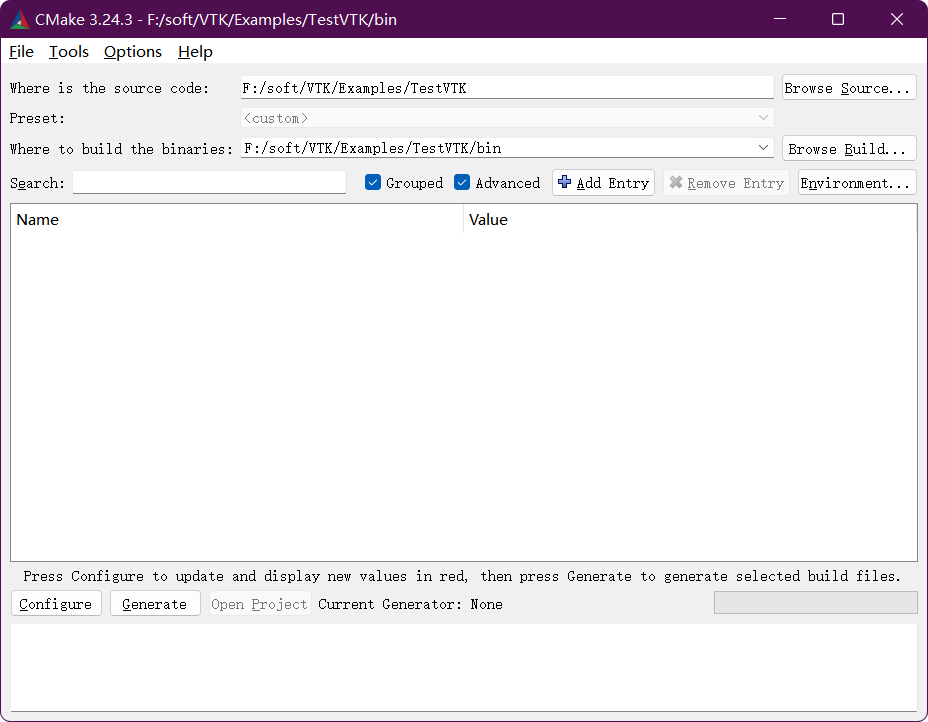 CMake 3.24.3 - F:/soft/VTK/Examples/TestVTK/bin
File Tools Options Help
Where is the source code: F:/soft/VTK/Examples/TestVTK Browse Source...
Preset: <custom>
Where to build the binaries: F:/soft/VTK/Examples/TestVTK/bin Browse Build...
Search: Grouped Advanced Add Entry Remove Entry Environment...
Name Value
Press Configure to update and display new values in red, then press Generate to generate selected build files.
Configure Generate Open Project Current Generator: None